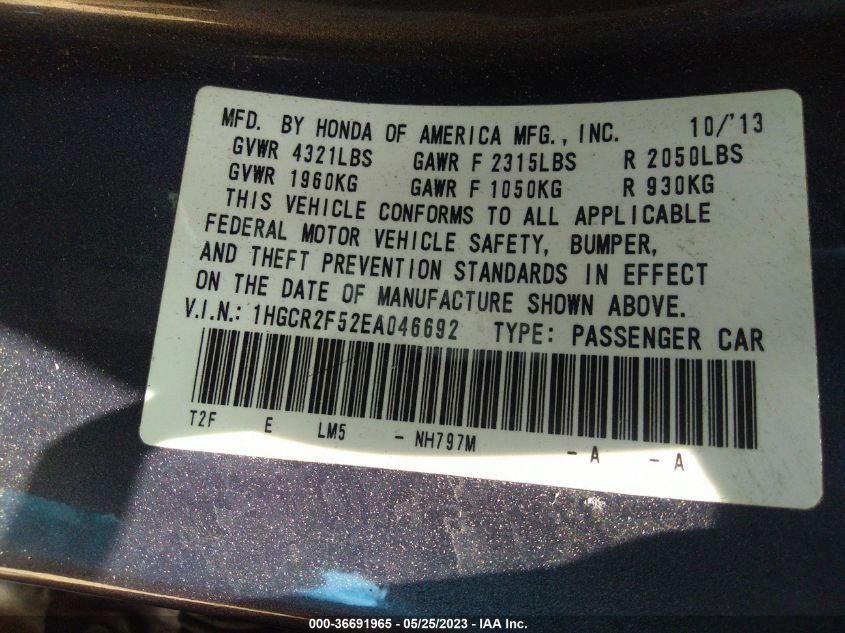 MFD. BY HONDA OF AMERICA MFG., INC. 10/'13
GVWR 4321LBS GAWR F 2315LBS R 2050LBS
GVWR 1960KG GAWR F 1050KG R 930KG
THIS VEHICLE CONFORMS TO ALL APPLICABLE
FEDERAL MOTOR VEHICLE SAFETY, BUMPER,
AND THEFT PREVENTION STANDARDS IN EFFECT
ON THE DATE OF MANUFACTURE SHOWN ABOVE.
V.I.N.: 1HGCR2F52EA046692 TYPE: PASSENGER CAR
T2F E LM5 - NH797M - A - A
000-36691965 - 05/25/2023 - IAA Inc.